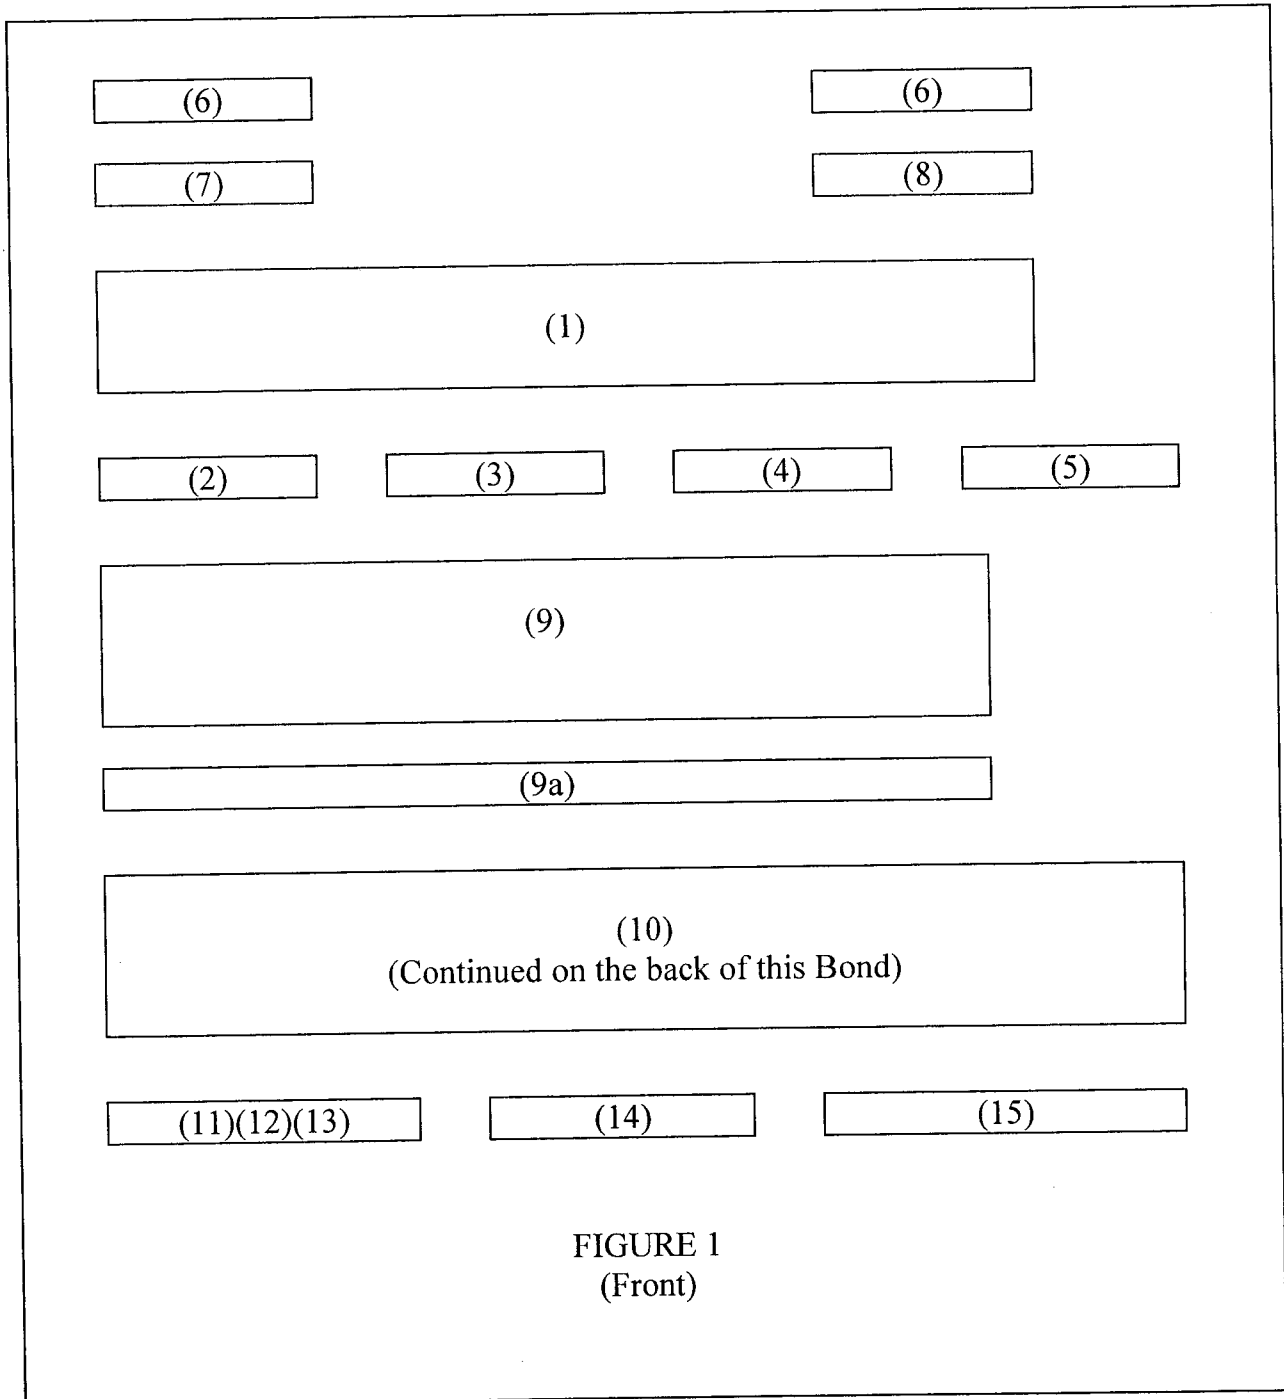 (6) (6)
(7) (8)
(1)
(2) (3) (4) (5)
(9)
(9a)
(10)
(Continued on the back of this Bond)
(11)(12)(13) (14) (15)
FIGURE 1
(Front)